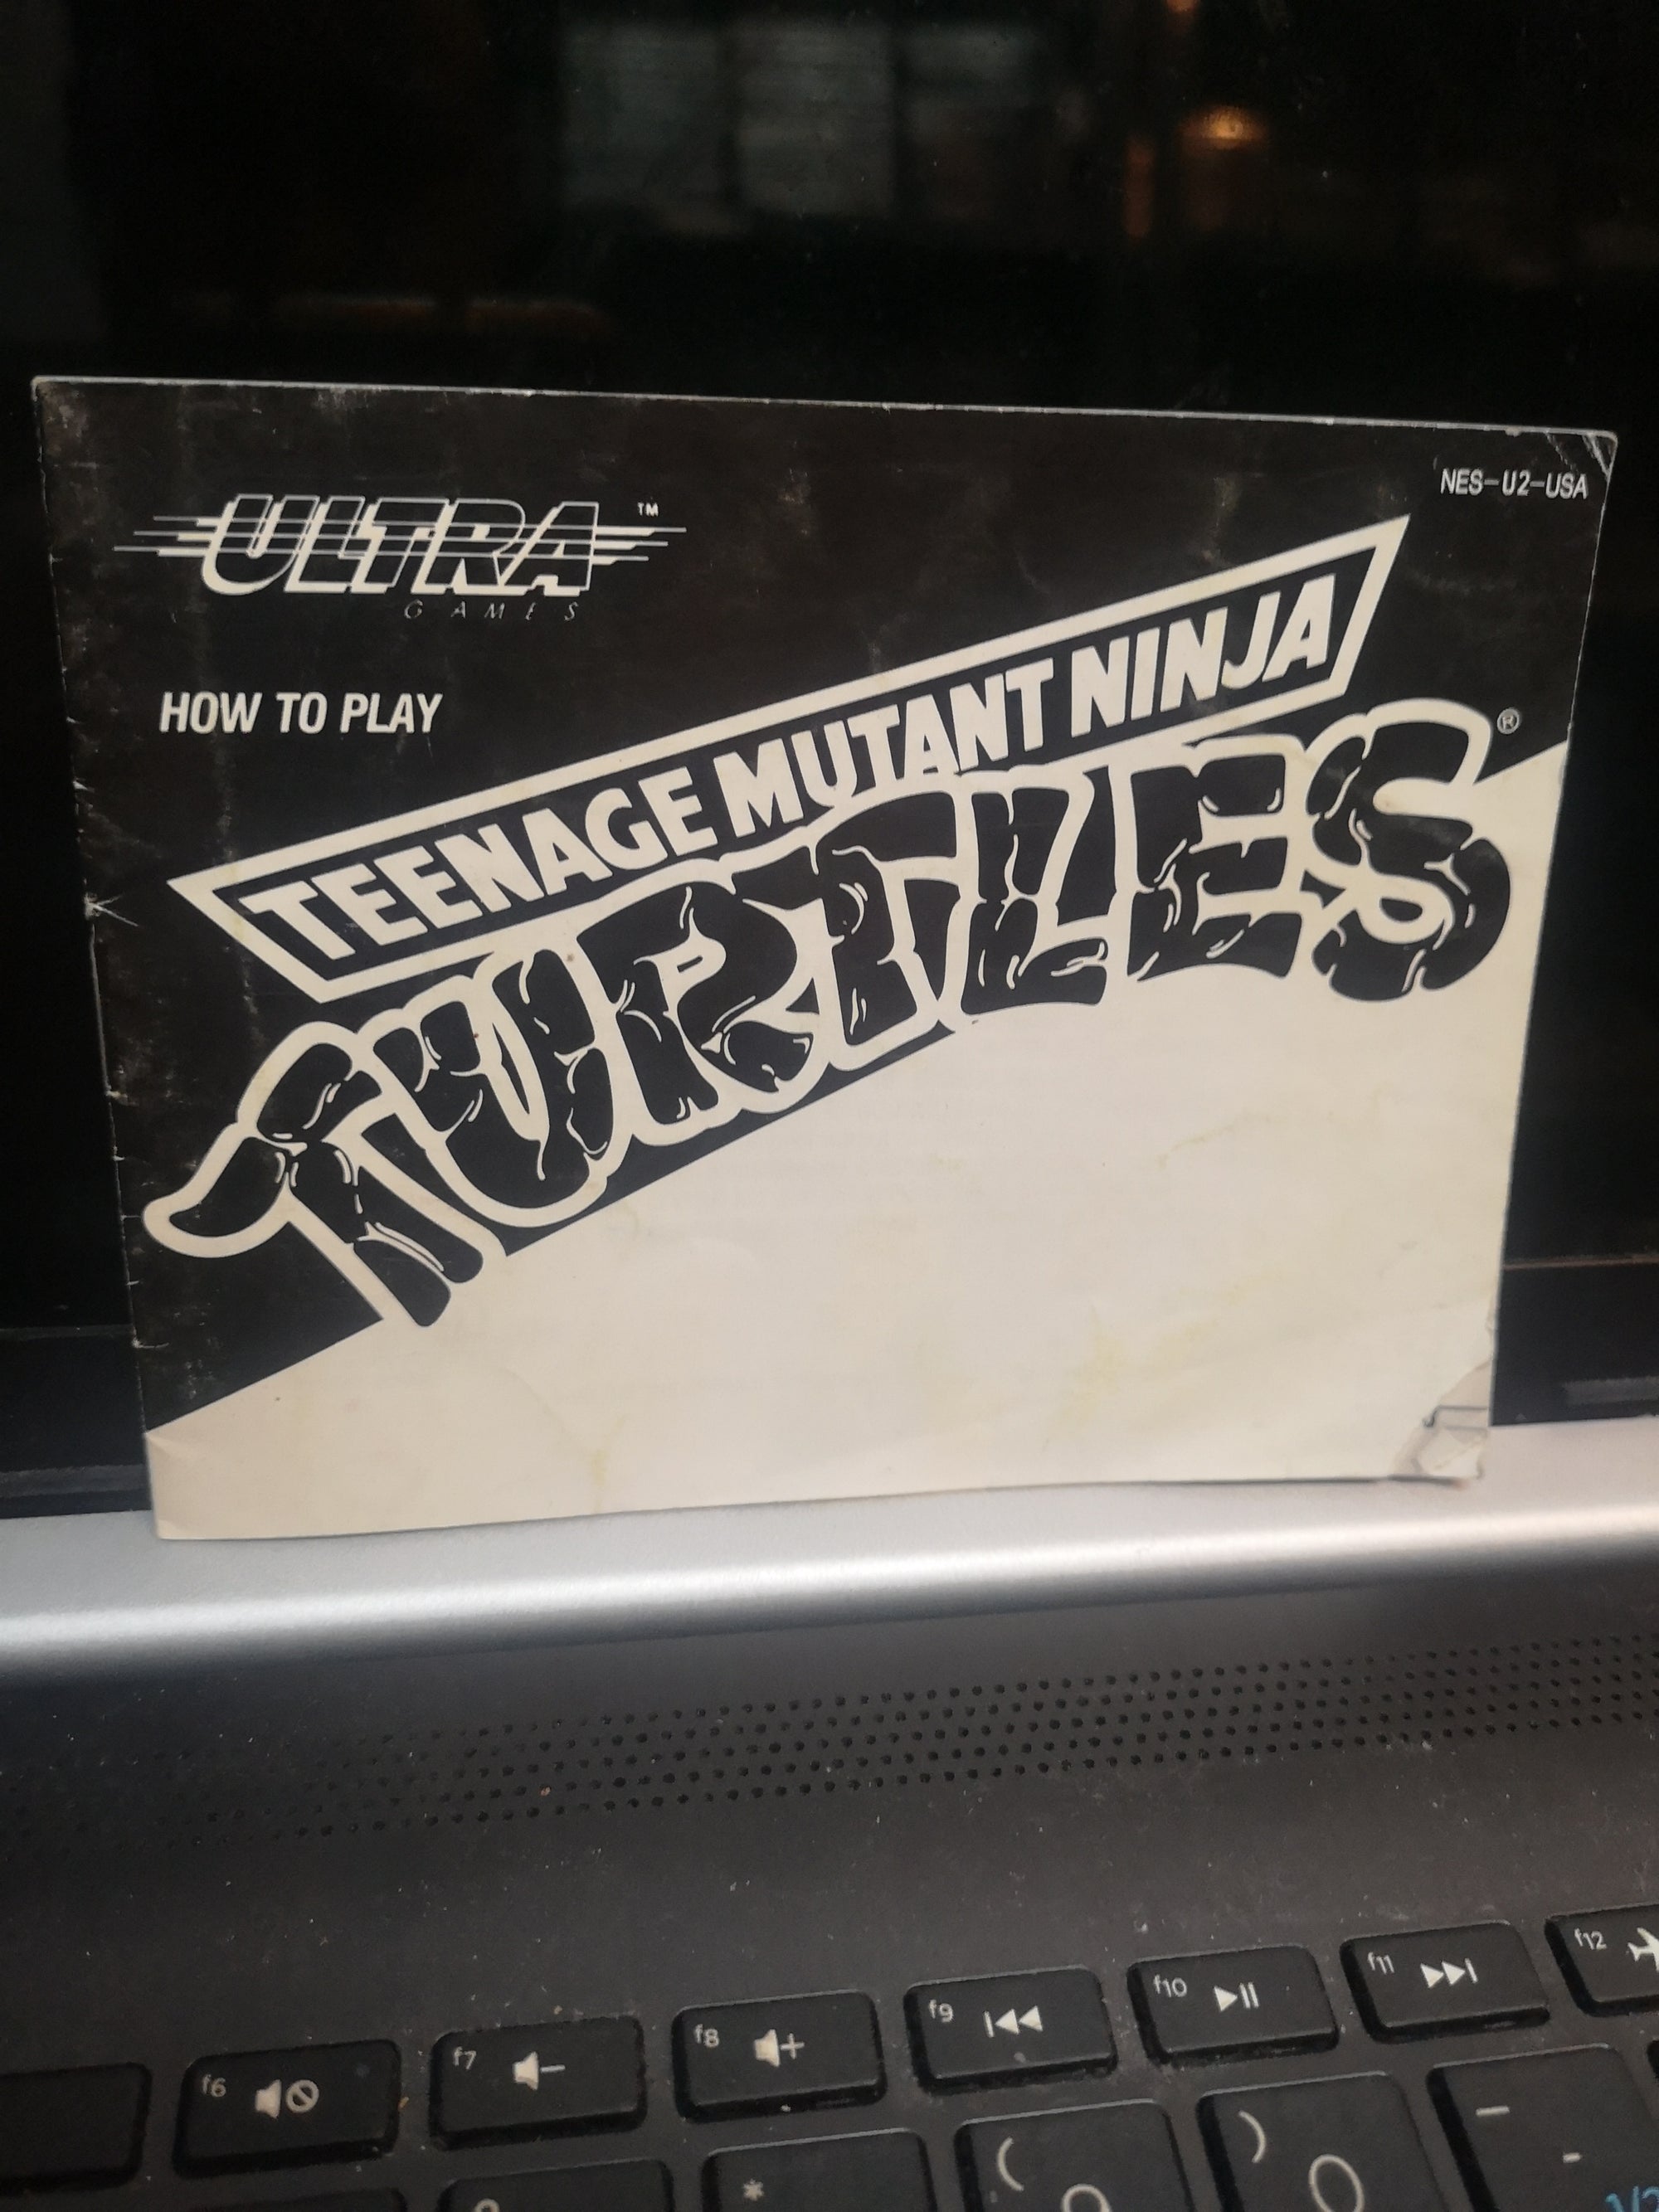 NES-U2-USA
ULTRA™
GAMES
HOW TO PLAY
TEENAGE MUTANT NINJA
TURTLES®
f12
f11
f10
f9
f8
f7
f6
-
)
(
*
-
0